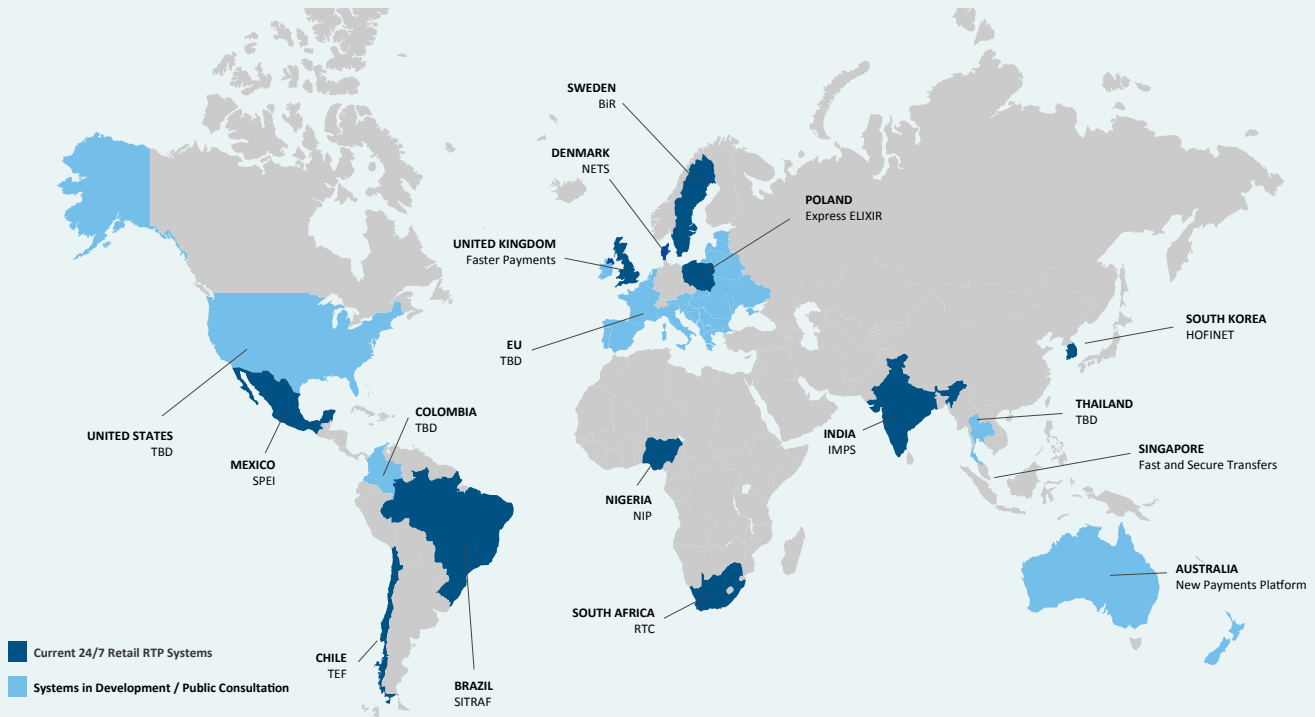 SWEDEN
BiR
DENMARK
NETS
POLAND
Express ELIXIR
UNITED KINGDOM
Faster Payments
EU
TBD
SOUTH KOREA
HOFINET
UNITED STATES
TBD
MEXICO
SPEI
COLOMBIA
TBD
THAILAND
TBD
INDIA
IMPS
SINGAPORE
Fast and Secure Transfers
NIGERIA
NIP
AUSTRALIA
New Payments Platform
SOUTH AFRICA
RTC
CHILE
TEF
BRAZIL
SITRAF
Current 24/7 Retail RTP Systems
Systems in Development / Public Consultation